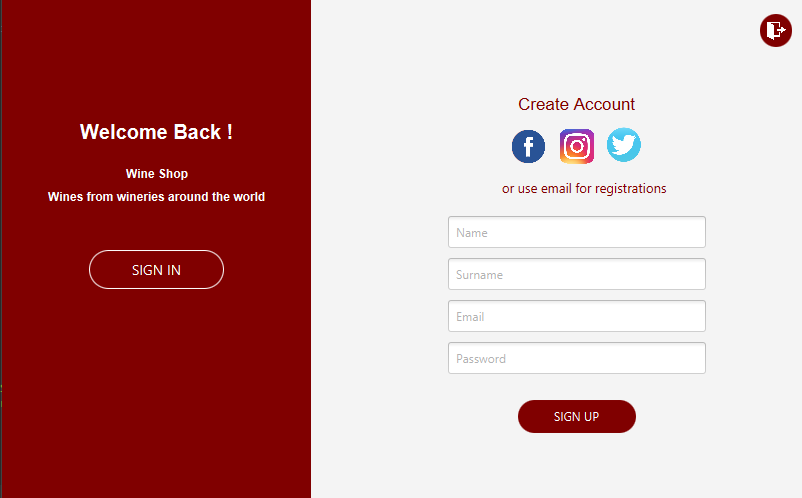 Welcome Back !
Wine Shop
Wines from wineries around the world
SIGN IN
Create Account
or use email for registrations
Name
Surname
Email
Password
SIGN UP